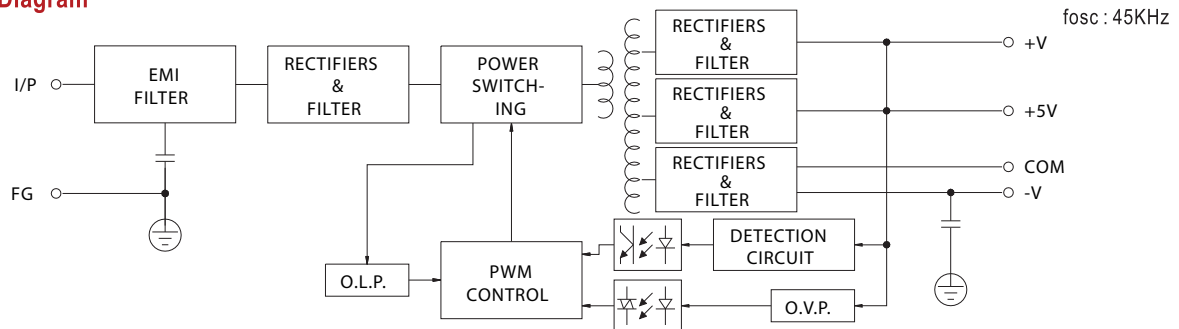 Diagram
fosc : 45KHz
I/P
EMI
FILTER
RECTIFIERS
&
FILTER
POWER
SWITCH-
ING
RECTIFIERS
&
FILTER
+V
RECTIFIERS
&
FILTER
+5V
RECTIFIERS
&
FILTER
COM
-V
FG
O.L.P.
PWM
CONTROL
DETECTION
CIRCUIT
O.V.P.